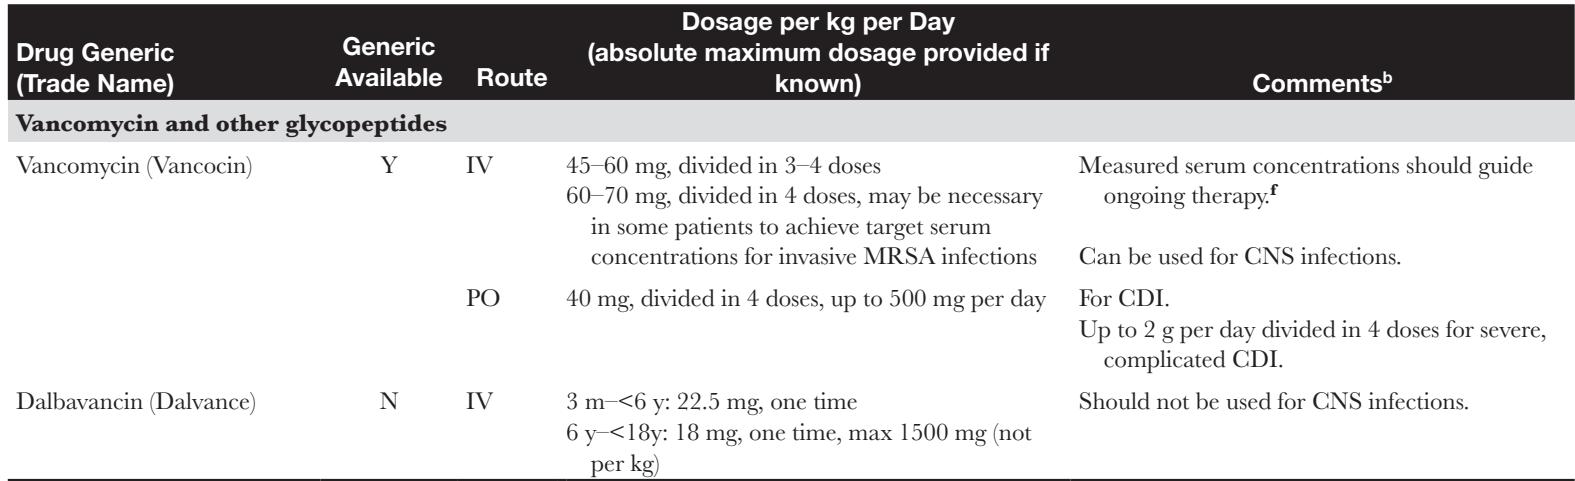 Drug Generic
(Trade Name)
Generic
Available
Route
Dosage per kg per Day
(absolute maximum dosage provided if
known)
Commentsᵇ
Vancomycin and other glycopeptides
Vancomycin (Vancocin)
Y
IV
45–60 mg, divided in 3–4 doses
60–70 mg, divided in 4 doses, may be necessary
in some patients to achieve target serum
concentrations for invasive MRSA infections
Measured serum concentrations should guide
ongoing therapy.ᶠ
Can be used for CNS infections.
PO
40 mg, divided in 4 doses, up to 500 mg per day
For CDI.
Up to 2 g per day divided in 4 doses for severe,
complicated CDI.
Dalbavancin (Dalvance)
N
IV
3 m–<6 y: 22.5 mg, one time
6 y–<18y: 18 mg, one time, max 1500 mg (not
per kg)
Should not be used for CNS infections.